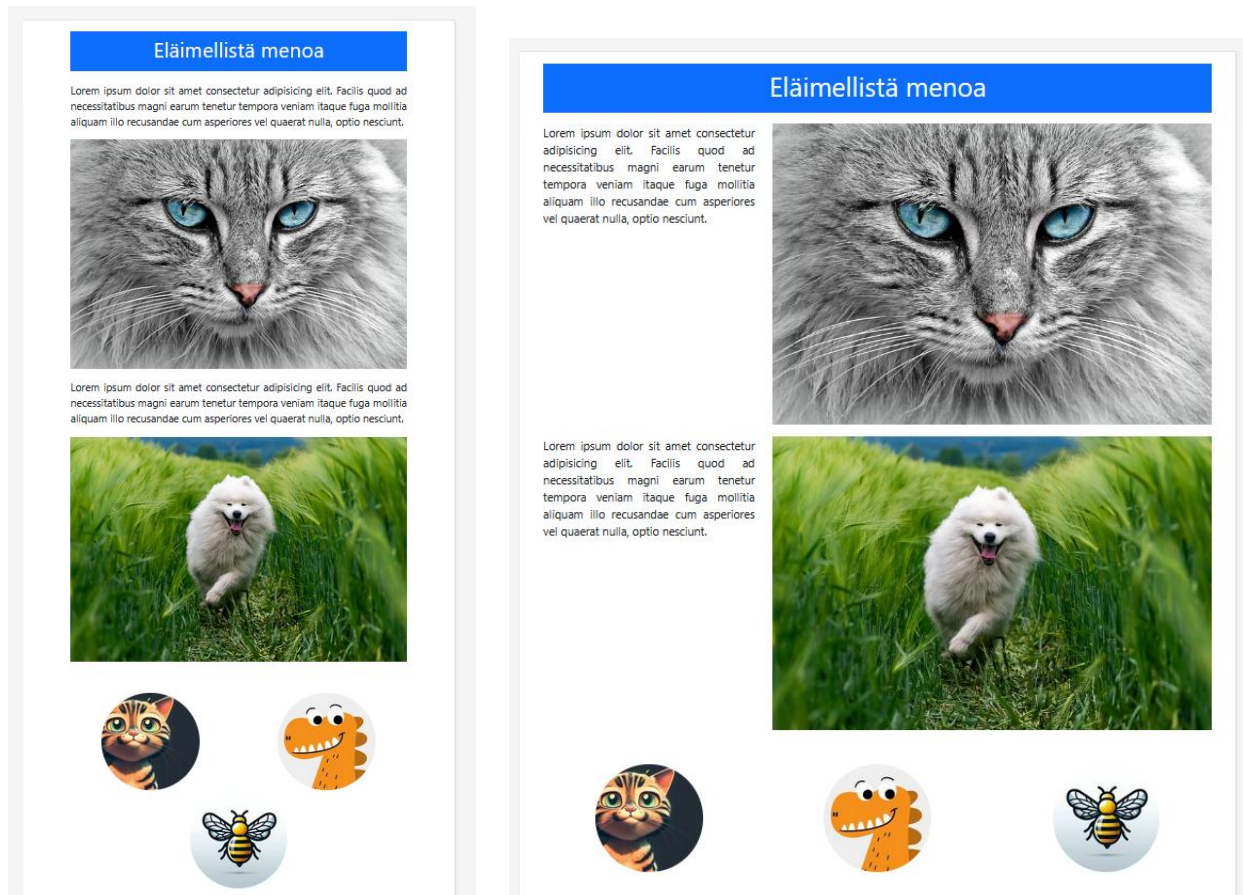 Eläimellistä menoa
Lorem ipsum dolor sit amet consectetur adipisicing elit. Facilis quod ad
necessitatibus magni earum tenetur tempora veniam itaque fuga mollitia
aliquam illo recusandae cum asperiores vel quaerat nulla, optio nesciunt.
Lorem ipsum dolor sit amet consectetur adipisicing elit. Facilis quod ad
necessitatibus magni earum tenetur tempora veniam itaque fuga mollitia
aliquam illo recusandae cum asperiores vel quaerat nulla, optio nesciunt.
Eläimellistä menoa
Lorem ipsum dolor sit amet consectetur
adipisicing elit. Facilis quod ad
necessitatibus magni earum tenetur
tempora veniam itaque fuga mollitia
aliquam illo recusandae cum asperiores
vel quaerat nulla, optio nesciunt.
Lorem ipsum dolor sit amet consectetur
adipisicing elit. Facilis quod ad
necessitatibus magni earum tenetur
tempora veniam itaque fuga mollitia
aliquam illo recusandae cum asperiores
vel quaerat nulla, optio nesciunt.